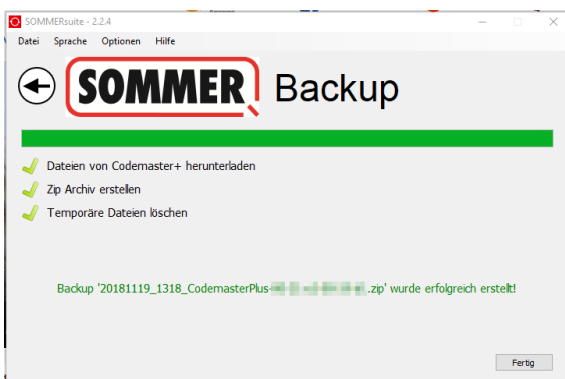 SOMMERsuite - 2.2.4
Datei Sprache Optionen Hilfe
SOMMER Backup
Dateien von Codemaster+ herunterladen
Zip Archiv erstellen
Temporäre Dateien löschen
Backup '20181119_1318_CodemasterPlus- .zip' wurde erfolgreich erstellt!
Fertig